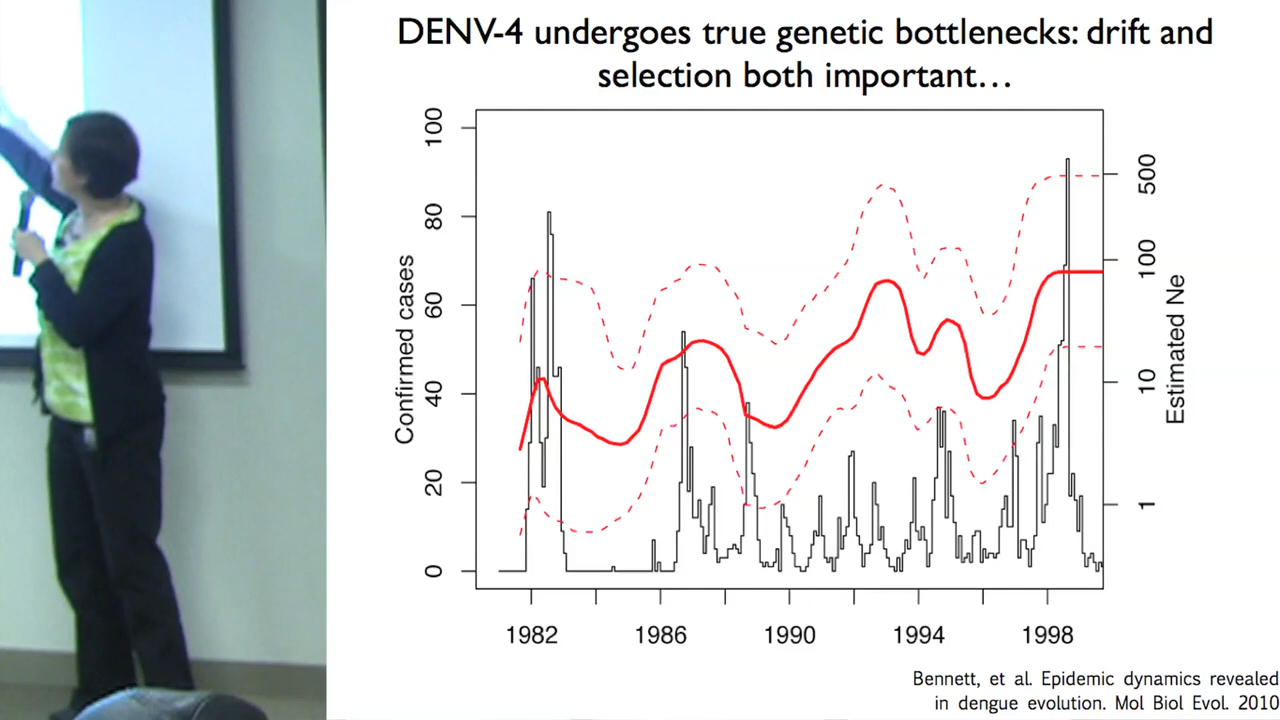 DENV-4 undergoes true genetic bottlenecks: drift and
selection both important…
100
80
60
40
20
0
Confirmed cases
500
100
10
1
Estimated Ne
1982 1986 1990 1994 1998
Bennett, et al. Epidemic dynamics revealed
in dengue evolution. Mol Biol Evol. 2010